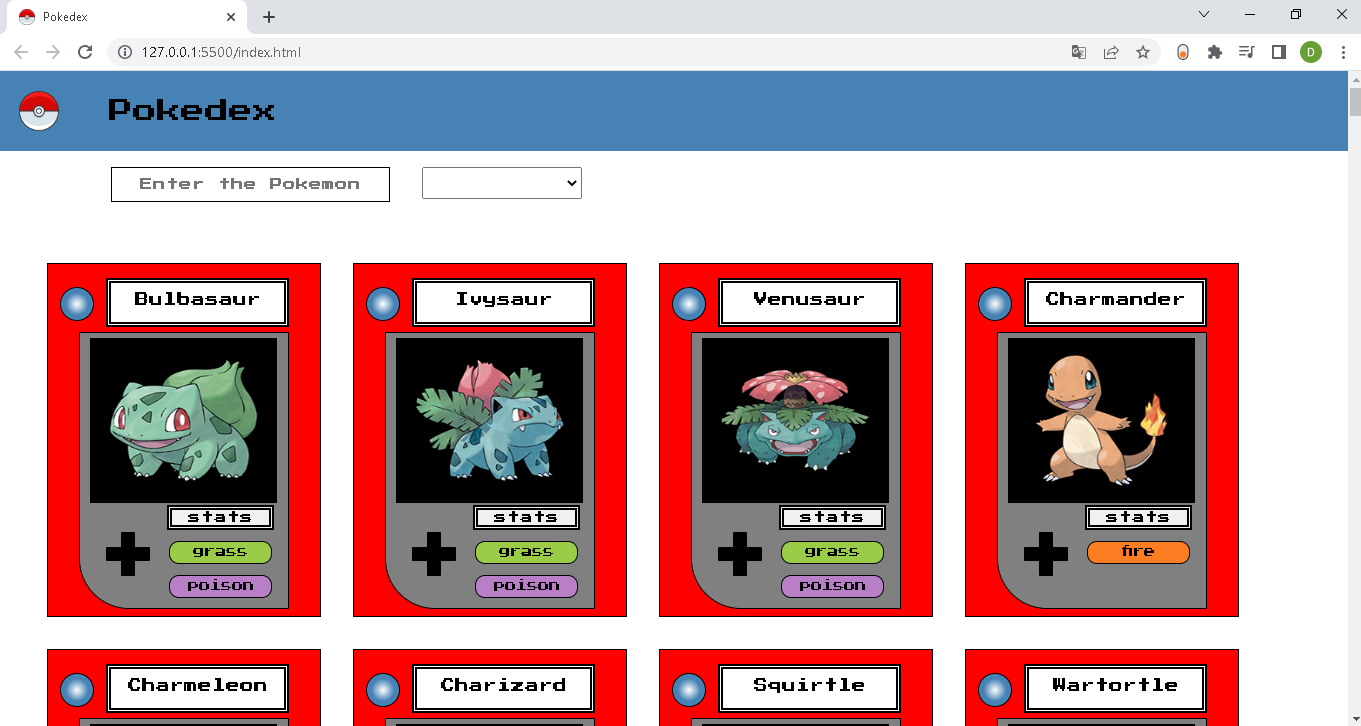 Pokedex
127.0.0.1:5500/index.html
D
Pokedex
Enter the Pokemon
Bulbasaur
Ivysaur
Venusaur
Charmander
stats
stats
stats
stats
grass
grass
grass
fire
poison
poison
poison
Charmeleon
Charizard
Squirtle
Wartortle